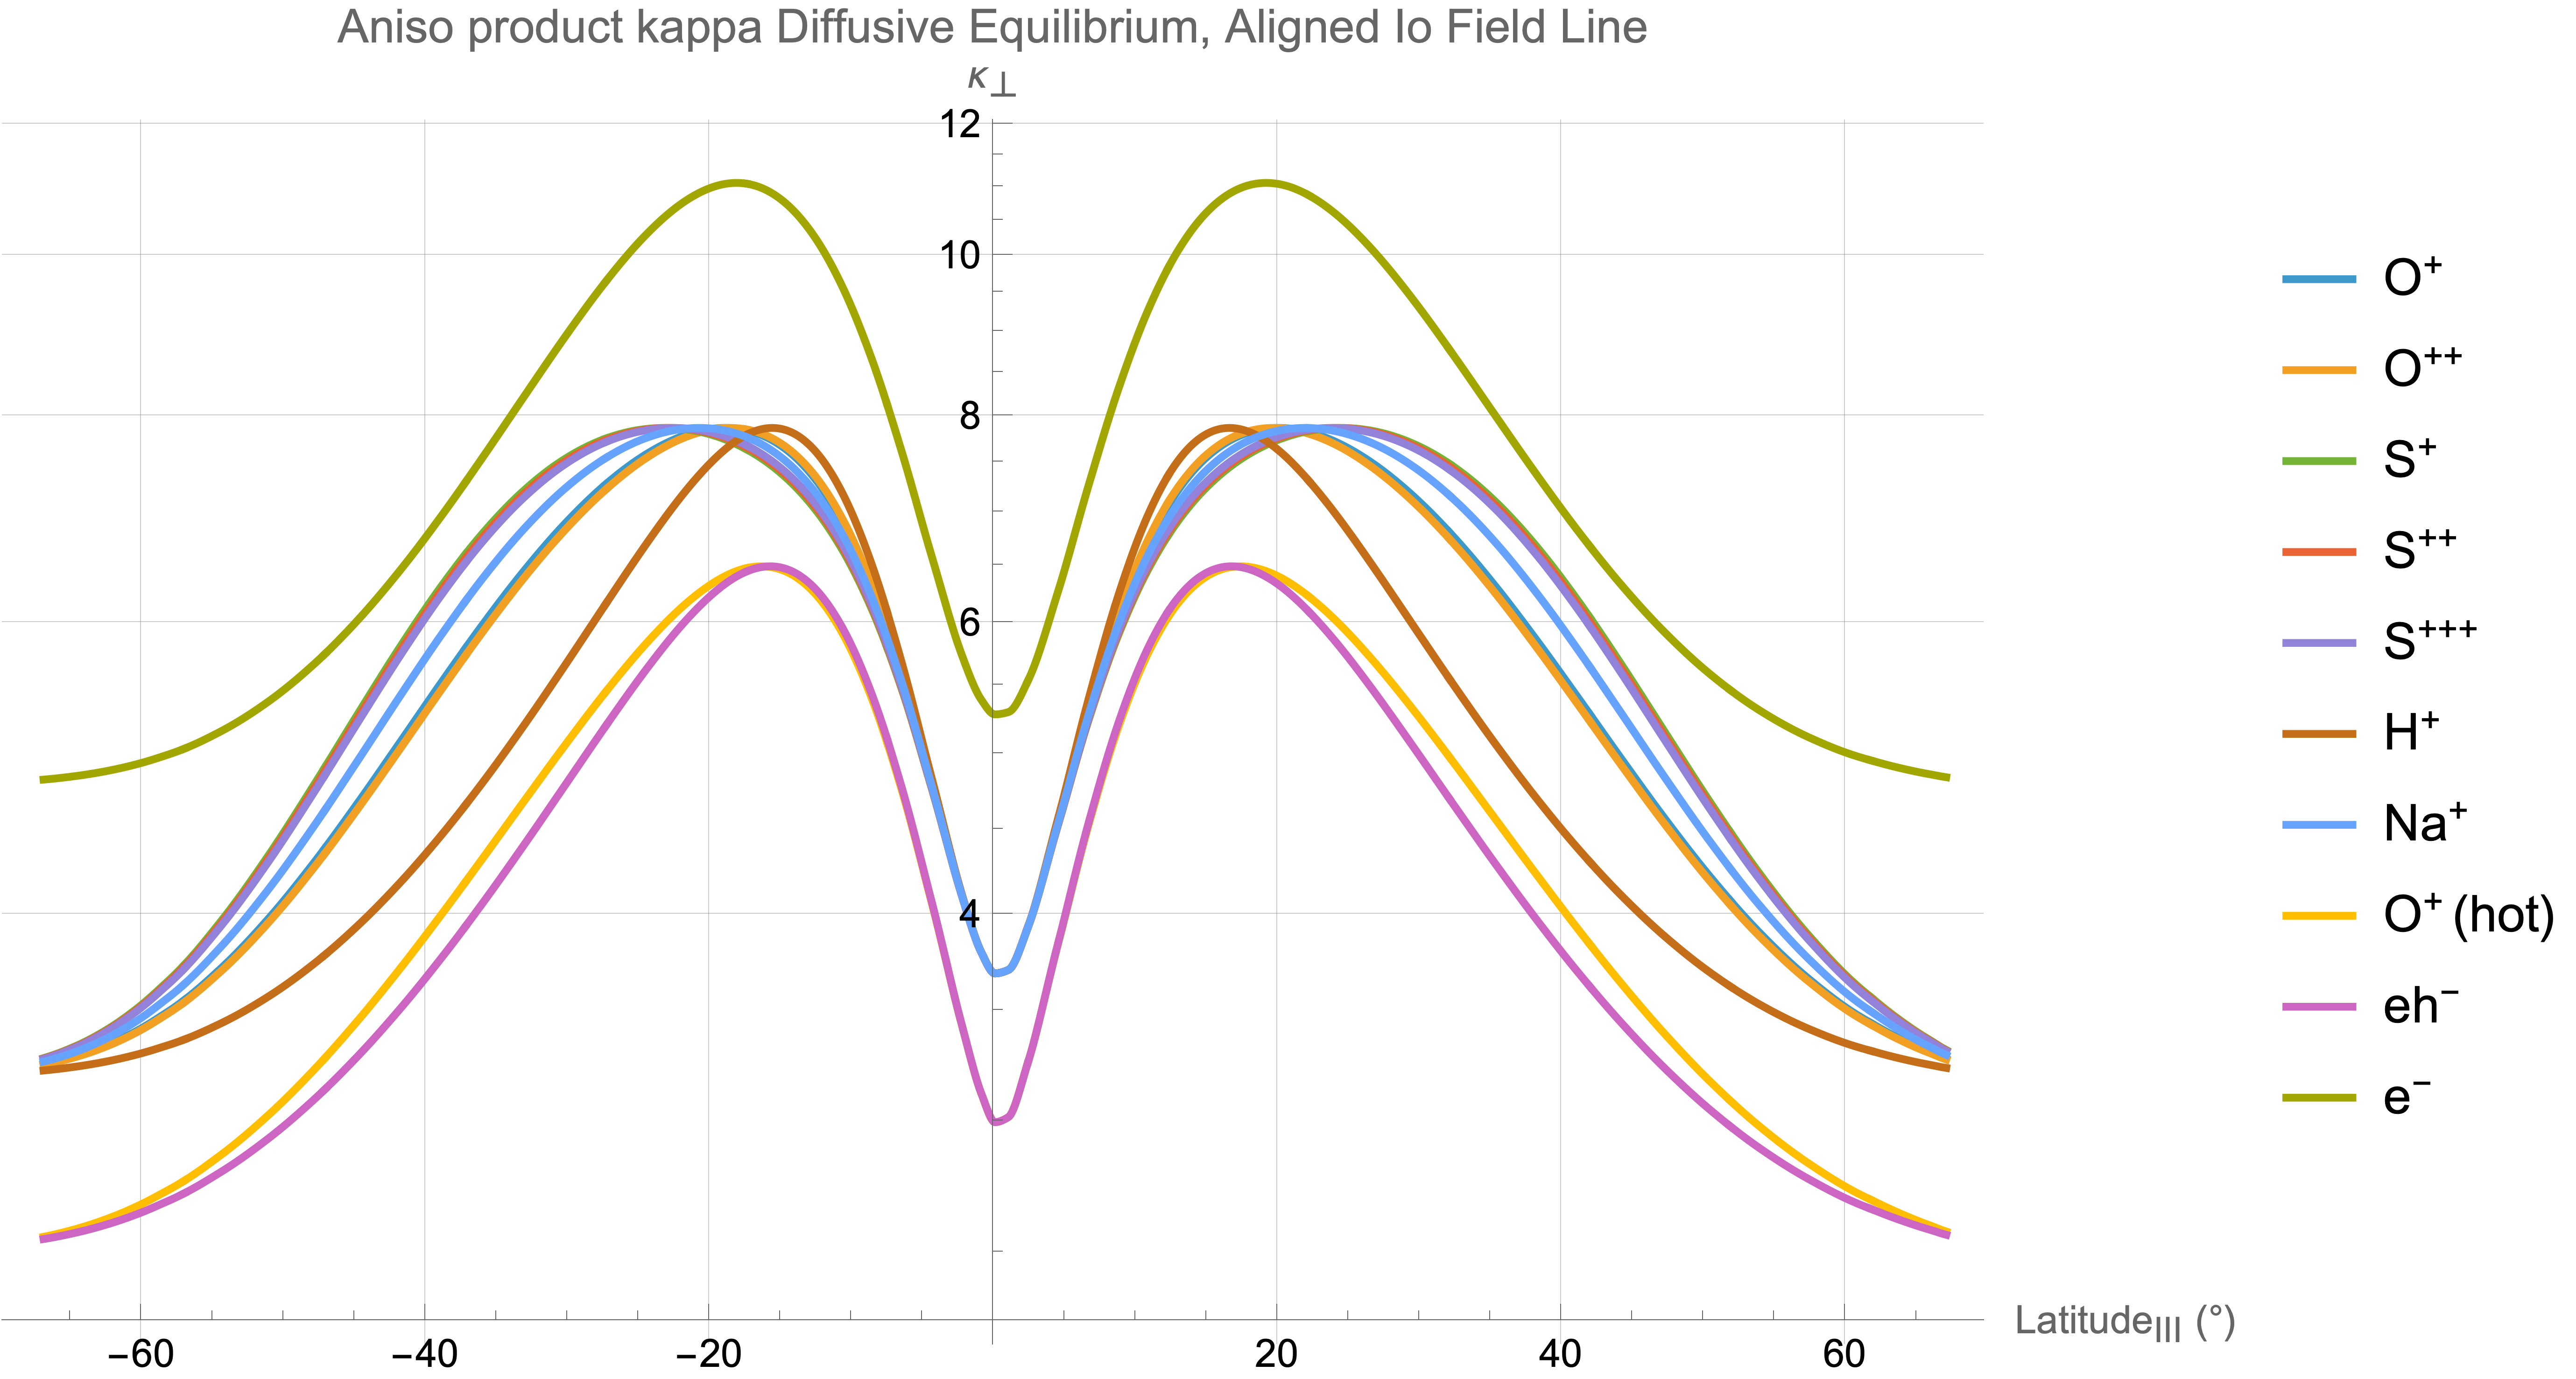 Aniso product kappa Diffusive Equilibrium, Aligned Io Field Line
κ⊥
12
10
8
6
4
−60 −40 −20 20 40 60
LatitudeIII (°)
O+
O++
S+
S++
S+++
H+
Na+
O+ (hot)
eh−
e−